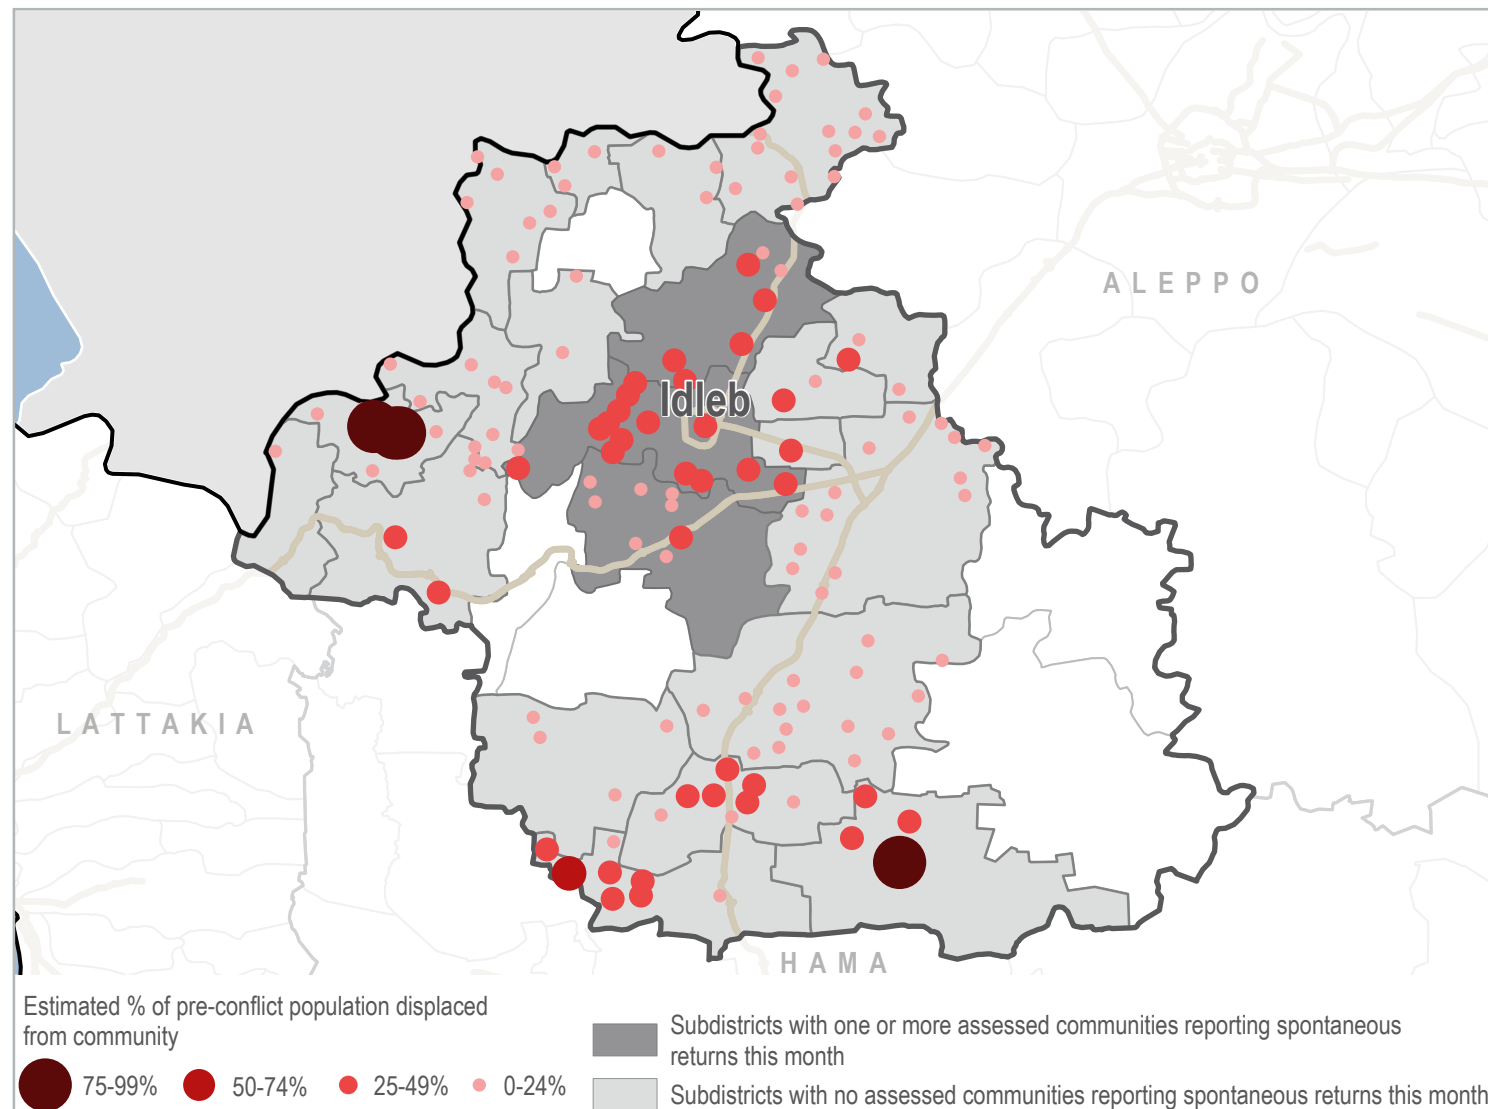 ALEPPO
Idleb
LATTAKIA
HAMA
Estimated % of pre-conflict population displaced
from community
75-99%
50-74%
25-49%
0-24%
Subdistricts with one or more assessed communities reporting spontaneous
returns this month
Subdistricts with no assessed communities reporting spontaneous returns this month